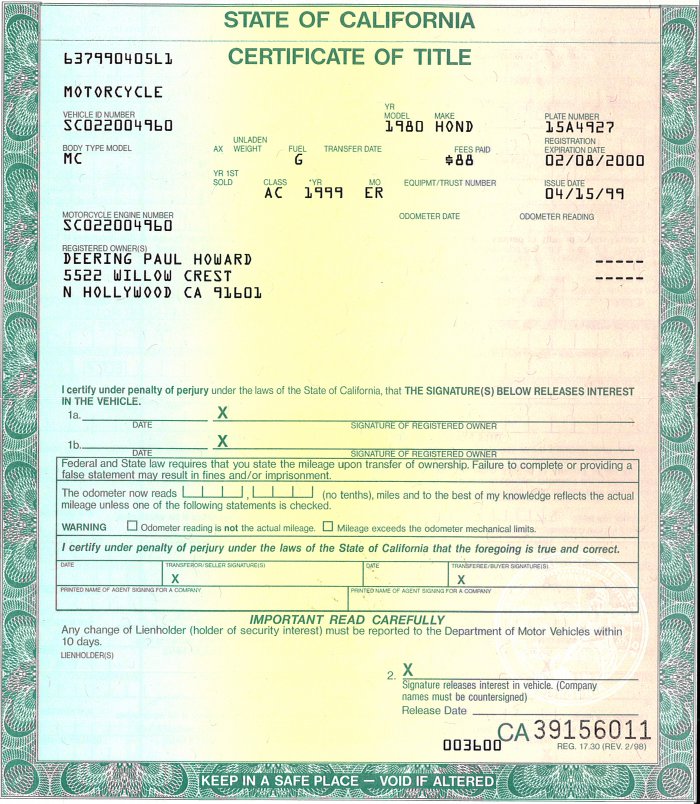 STATE OF CALIFORNIA
637990405L1
CERTIFICATE OF TITLE
MOTORCYCLE
VEHICLE ID NUMBER YR MODEL MAKE PLATE NUMBER
SC022004960 1980 HOND 15A4927
BODY TYPE MODEL AX UNLADEN WEIGHT FUEL TRANSFER DATE FEES PAID REGISTRATION EXPIRATION DATE
MC G $88 02/08/2000
YR 1ST SOLD CLASS *YR MO EQUIPMT/TRUST NUMBER ISSUE DATE
AC 1999 ER 04/15/99
MOTORCYCLE ENGINE NUMBER ODOMETER DATE ODOMETER READING
SC022004960
REGISTERED OWNER(S)
DEERING PAUL HOWARD -----
5522 WILLOW CREST -----
N HOLLYWOOD CA 91601
I certify under penalty of perjury under the laws of the State of California, that THE SIGNATURE(S) BELOW RELEASES INTEREST
IN THE VEHICLE.
1a. X
DATE SIGNATURE OF REGISTERED OWNER
1b. X
DATE SIGNATURE OF REGISTERED OWNER
Federal and State law requires that you state the mileage upon transfer of ownership. Failure to complete or providing a
false statement may result in fines and/or imprisonment.
The odometer now reads , (no tenths), miles and to the best of my knowledge reflects the actual
mileage unless one of the following statements is checked.
WARNING Odometer reading is not the actual mileage. Mileage exceeds the odometer mechanical limits.
I certify under penalty of perjury under the laws of the State of California that the foregoing is true and correct.
DATE TRANSFEROR/SELLER SIGNATURE(S) DATE TRANSFEREE/BUYER SIGNATURE(S)
X X
PRINTED NAME OF AGENT SIGNING FOR A COMPANY PRINTED NAME OF AGENT SIGNING FOR A COMPANY
IMPORTANT READ CAREFULLY
Any change of Lienholder (holder of security interest) must be reported to the Department of Motor Vehicles within
10 days.
LIENHOLDER(S)
2. X
Signature releases interest in vehicle. (Company
names must be countersigned)
Release Date
CA 39156011
003600 REG. 17.30 (REV. 2/98)
KEEP IN A SAFE PLACE — VOID IF ALTERED